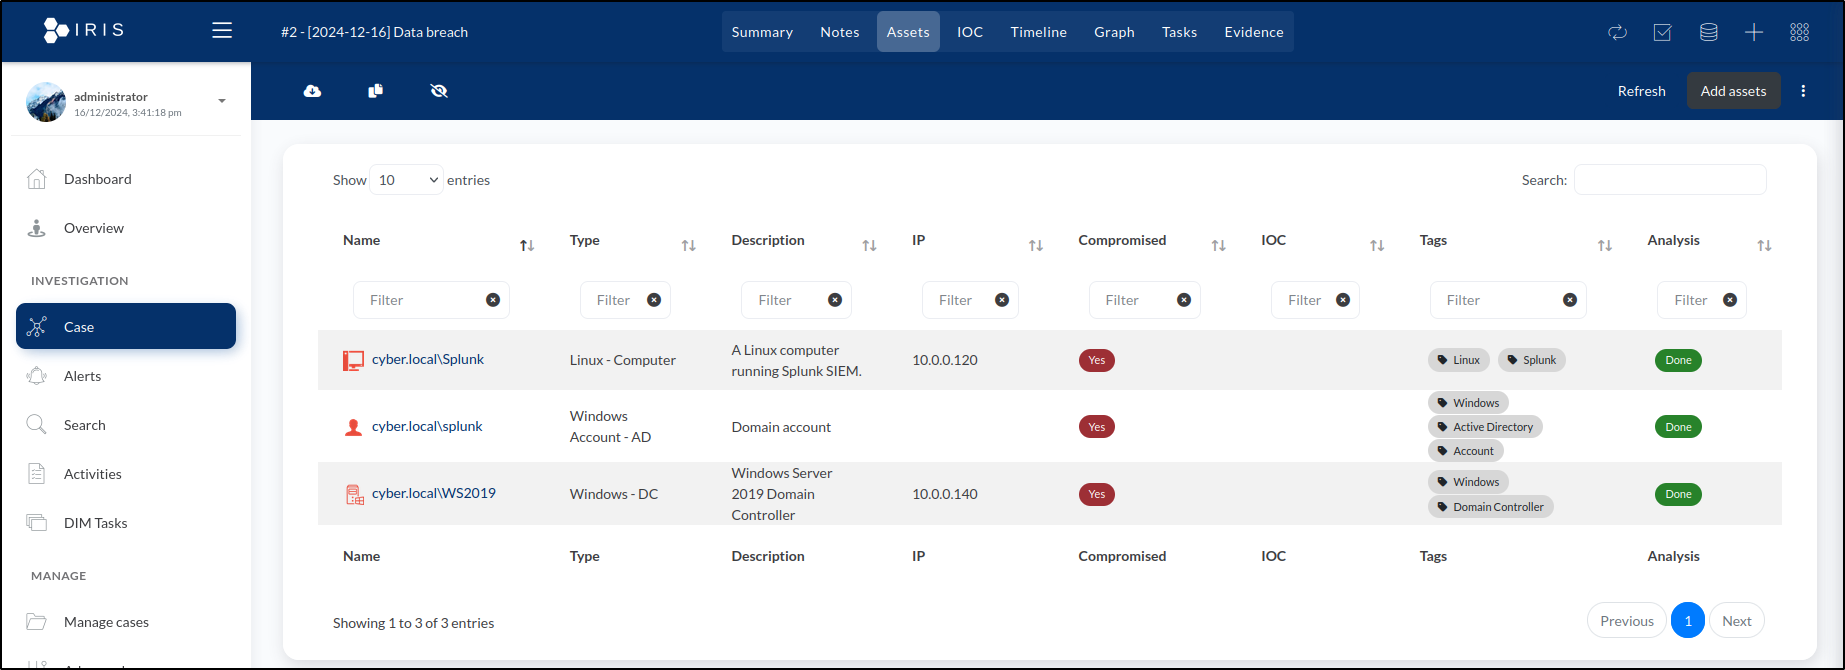 IRIS
#2 - [2024-12-16] Data breach
Summary
Notes
Assets
IOC
Timeline
Graph
Tasks
Evidence
administrator
16/12/2024, 3:41:18 pm
Refresh
Add assets
Dashboard
Overview
INVESTIGATION
Case
Alerts
Search
Activities
DIM Tasks
MANAGE
Manage cases
Show 10 entries
Search:
Name
Type
Description
IP
Compromised
IOC
Tags
Analysis
Filter
Filter
Filter
Filter
Filter
Filter
Filter
Filter
cyber.local\Splunk
Linux - Computer
A Linux computer
running Splunk SIEM.
10.0.0.120
Yes
Linux
Splunk
Done
cyber.local\splunk
Windows
Account - AD
Domain account
Yes
Windows
Active Directory
Account
Done
cyber.local\WS2019
Windows - DC
Windows Server
2019 Domain
Controller
10.0.0.140
Yes
Windows
Domain Controller
Done
Name
Type
Description
IP
Compromised
IOC
Tags
Analysis
Showing 1 to 3 of 3 entries
Previous
1
Next